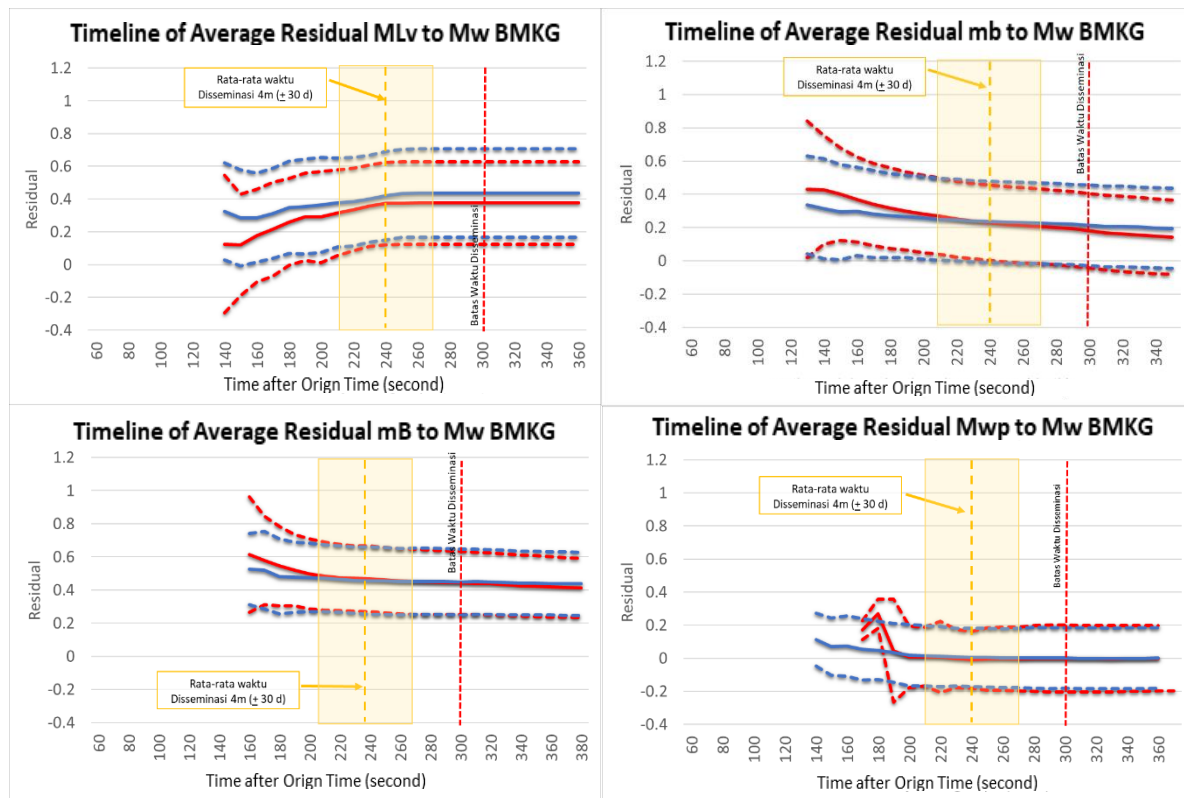 Timeline of Average Residual MLv to Mw BMKG
Rata-rata waktu
Disseminasi 4m (± 30 d)
Batas Waktu Disseminasi
1.2
1
0.8
0.6
0.4
0.2
0
-0.2
-0.4
Residual
60 80 100 120 140 160 180 200 220 240 260 280 300 320 340 360
Time after Orign Time (second)
Timeline of Average Residual mb to Mw BMKG
Rata-rata waktu
Disseminasi 4m (± 30 d)
Batas Waktu Disseminasi
1.2
1
0.8
0.6
0.4
0.2
0
-0.2
-0.4
Residual
60 80 100 120 140 160 180 200 220 240 260 280 300 320 340
Time after Orign Time (second)
Timeline of Average Residual mB to Mw BMKG
Batas Waktu Disseminasi
Rata-rata waktu
Disseminasi 4m (± 30 d)
1.2
1
0.8
0.6
0.4
0.2
0
-0.2
-0.4
Residual
60 80 100 120 140 160 180 200 220 240 260 280 300 320 340 360 380
Time after Orign Time (second)
Timeline of Average Residual Mwp to Mw BMKG
Rata-rata waktu
Disseminasi 4m (± 30 d)
Batas Waktu Disseminasi
1.2
1
0.8
0.6
0.4
0.2
0
-0.2
-0.4
Residual
60 80 100 120 140 160 180 200 220 240 260 280 300 320 340 360
Time after Orign Time (second)